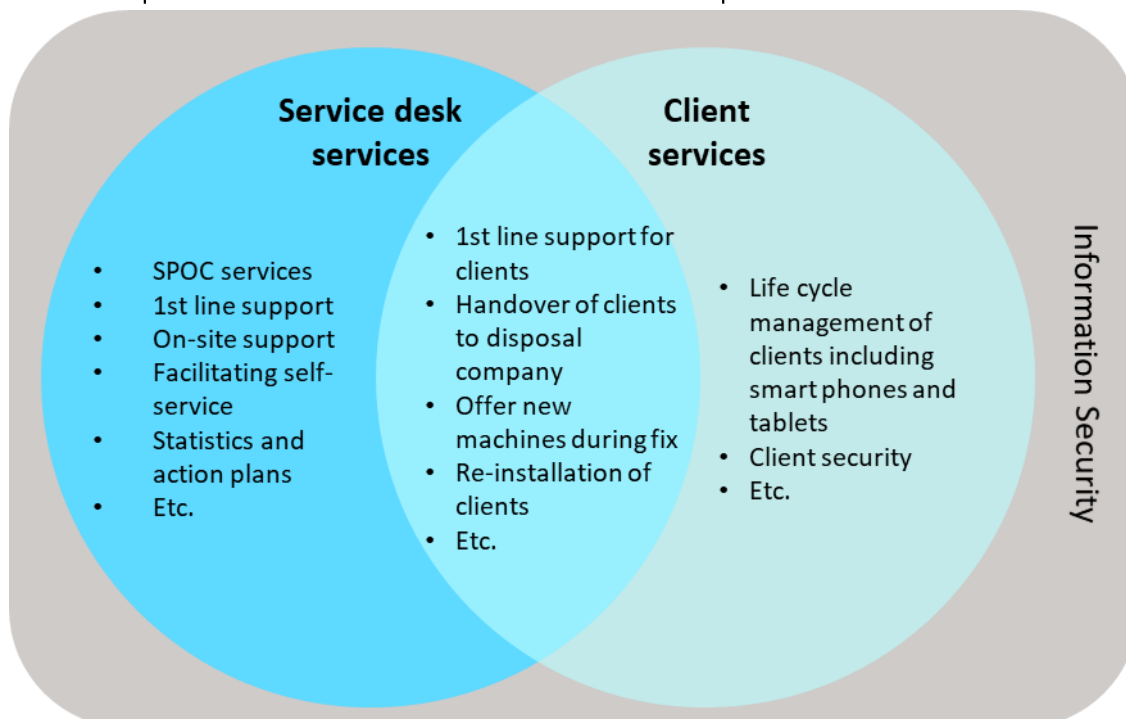 Service desk
services
Client
services
• SPOC services
• 1st line support
• On-site support
• Facilitating self-
service
• Statistics and
action plans
• Etc.
• 1st line support for
clients
• Handover of clients
to disposal
company
• Offer new
machines during fix
• Re-installation of
clients
• Etc.
• Life cycle
management of
clients including
smart phones and
tablets
• Client security
• Etc.
Information Security